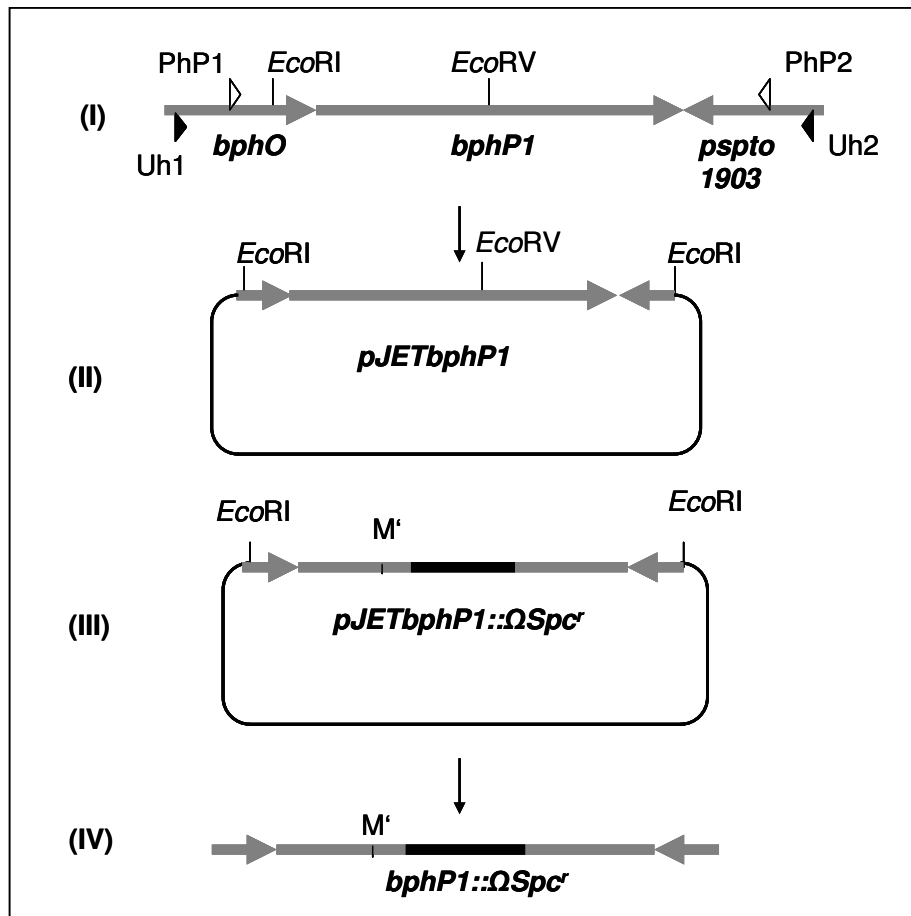 PhP1
EcoRI
EcoRV
PhP2
(I)
Uh1
bphO
bphP1
pspto
1903
Uh2
EcoRI
EcoRV
EcoRI
(II)
pJETbphP1
EcoRI
M‘
EcoRI
(III)
pJETbphP1::ΩSpcʳ
(IV)
M‘
bphP1::ΩSpcʳ